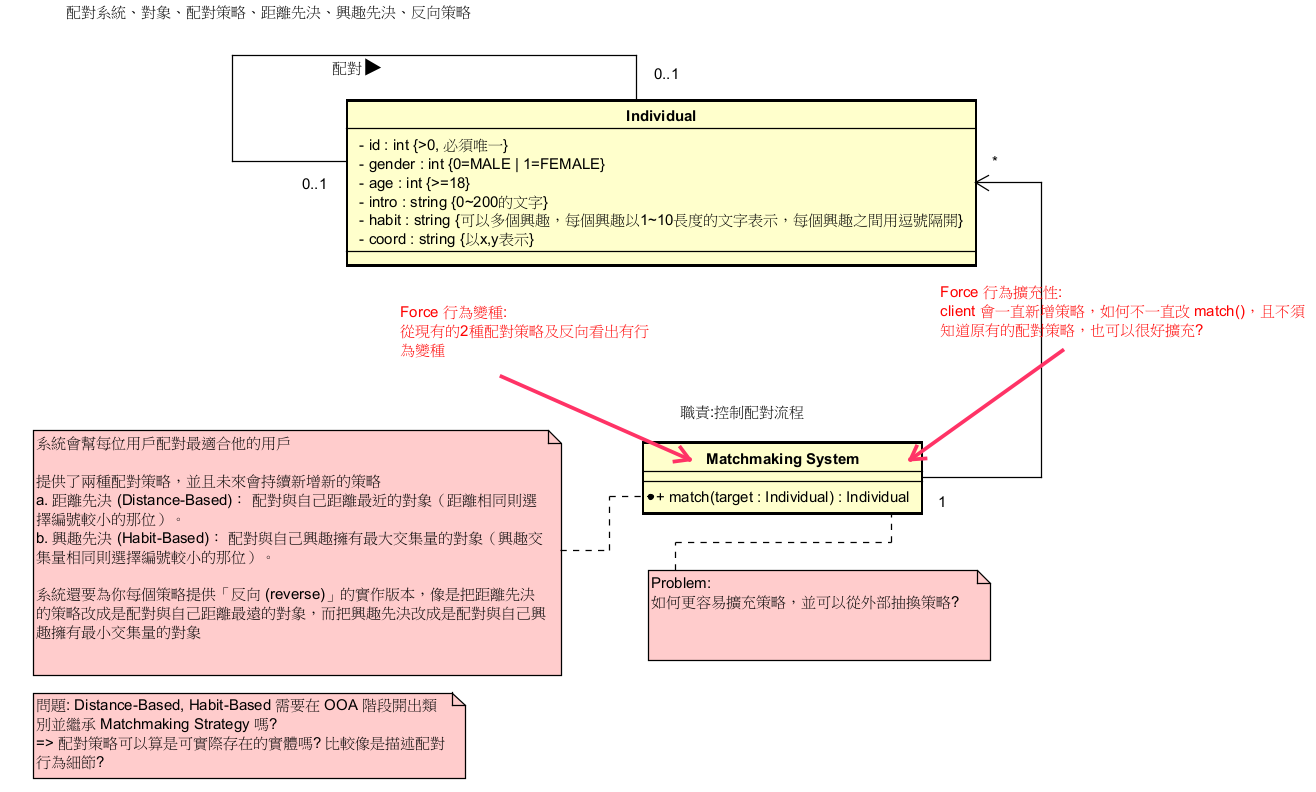 配對系統、對象、配對策略、距離先決、興趣先決、反向策略
配對
0..1
0..1
Individual
- id : int {>0, 必須唯一}
- gender : int {0=MALE | 1=FEMALE}
- age : int {>=18}
- intro : string {0~200的文字}
- habit : string {可以多個興趣，每個興趣以1~10長度的文字表示，每個興趣之間用逗號隔開}
- coord : string {以x,y表示}
*
Force 行為變種:
從現有的2種配對策略及反向看出有行
為變種
Force 行為擴充性:
client 會一直新增策略，如何不一直改 match()，且不須
知道原有的配對策略，也可以很好擴充?
職責:控制配對流程
Matchmaking System
+ match(target : Individual) : Individual
1
系統會幫每位用戶配對最適合他的用戶
提供了兩種配對策略，並且未來會持續新增新的策略
a. 距離先決 (Distance-Based)： 配對與自己距離最近的對象（距離相同則選
擇編號較小的那位）。
b. 興趣先決 (Habit-Based)： 配對與自己興趣擁有最大交集量的對象（興趣交
集量相同則選擇編號較小的那位）。
系統還要為你每個策略提供「反向 (reverse)」的實作版本，像是把距離先決
的策略改成是配對與自己距離最遠的對象，而把興趣先決改成是配對與自己興
趣擁有最小交集量的對象
Problem:
如何更容易擴充策略，並可以從外部抽換策略?
問題: Distance-Based, Habit-Based 需要在 OOA 階段開出類
別並繼承 Matchmaking Strategy 嗎?
=> 配對策略可以算是可實際存在的實體嗎? 比較像是描述配對
行為細節?